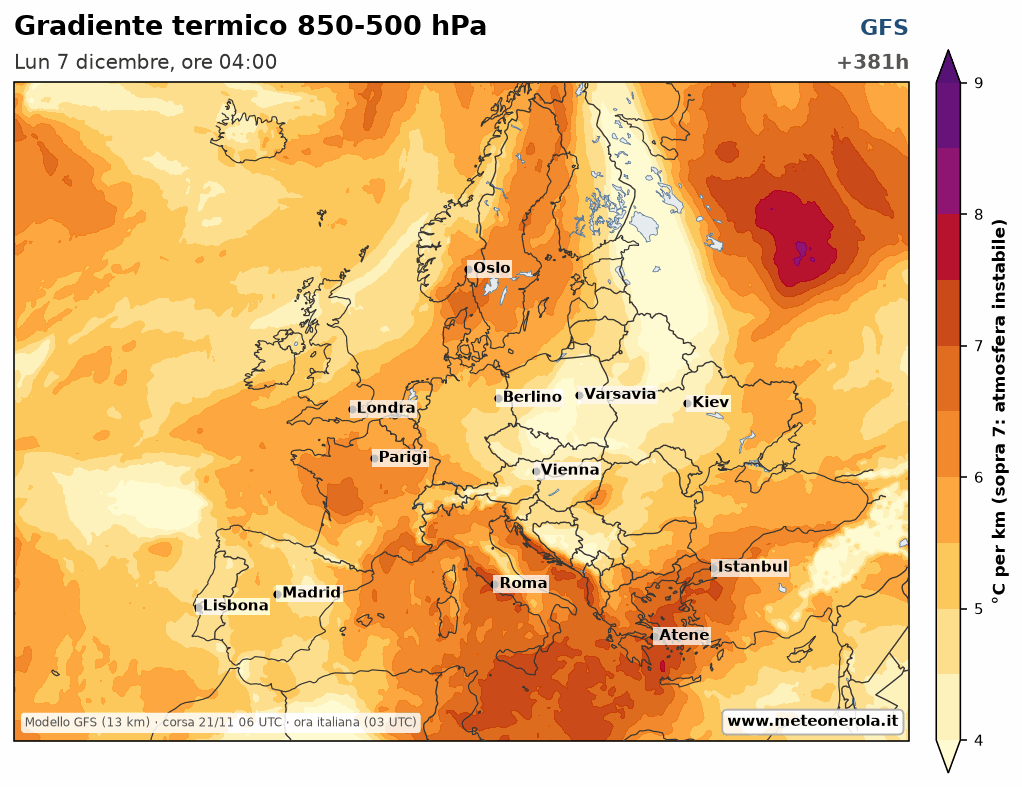 Gradiente termico 850-500 hPa
GFS
Lun 7 dicembre, ore 04:00
+381h
9
8
7
6
5
4
°C per km (sopra 7: atmosfera instabile)
Oslo
Londra
Berlino
Varsavia
Kiev
Parigi
Vienna
Istanbul
Roma
Madrid
Lisbona
Atene
Modello GFS (13 km) · corsa 21/11 06 UTC · ora italiana (03 UTC)
www.meteonerola.it